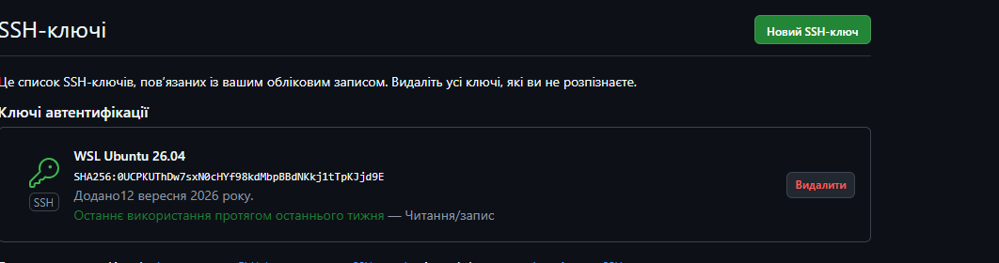 SSH-ключі
Новий SSH-ключ
Це список SSH-ключів, пов’язаних із вашим обліковим записом. Видаліть усі ключі, які ви не розпізнаєте.
Ключі автентифікації
WSL Ubuntu 26.04
SHA256:0UCPKUThDw7sxN0cHYf98kdMbpBBdNKkj1tTpKJjd9E
SSH
Додано12 вересня 2026 року.
Останнє використання протягом останнього тижня — Читання/запис
Видалити